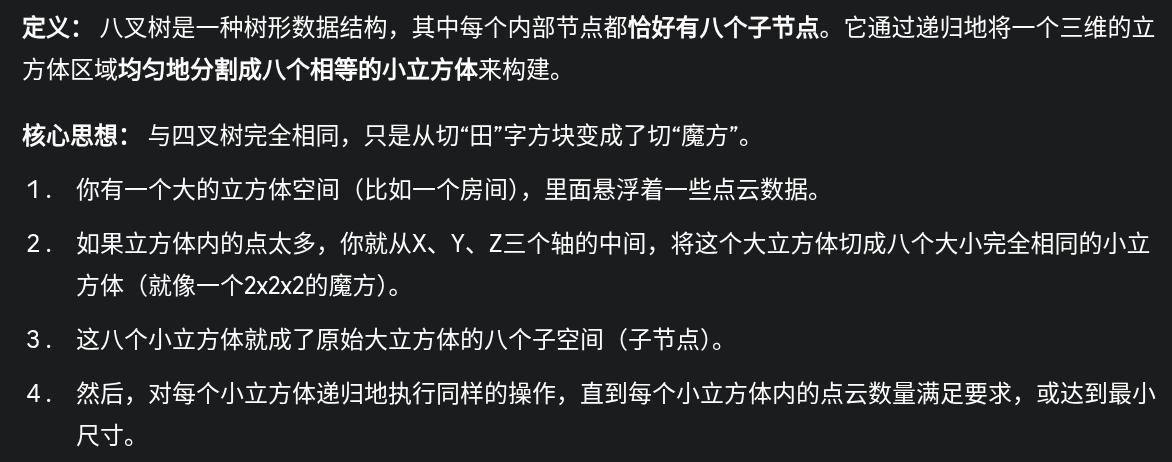 定义： 八叉树是一种树形数据结构，其中每个内部节点都恰好有八个子节点。它通过递归地将一个三维的立
方体区域均匀地分割成八个相等的小立方体来构建。
核心思想： 与四叉树完全相同，只是从切“田”字方块变成了切“魔方”。
1. 你有一个大的立方体空间（比如一个房间），里面悬浮着一些点云数据。
2. 如果立方体内的点太多，你就从X、Y、Z三个轴的中间，将这个大立方体切成八个大小完全相同的小立
方体（就像一个2x2x2的魔方）。
3. 这八个小立方体就成了原始大立方体的八个子空间（子节点）。
4. 然后，对每个小立方体递归地执行同样的操作，直到每个小立方体内的点云数量满足要求，或达到最小
尺寸。